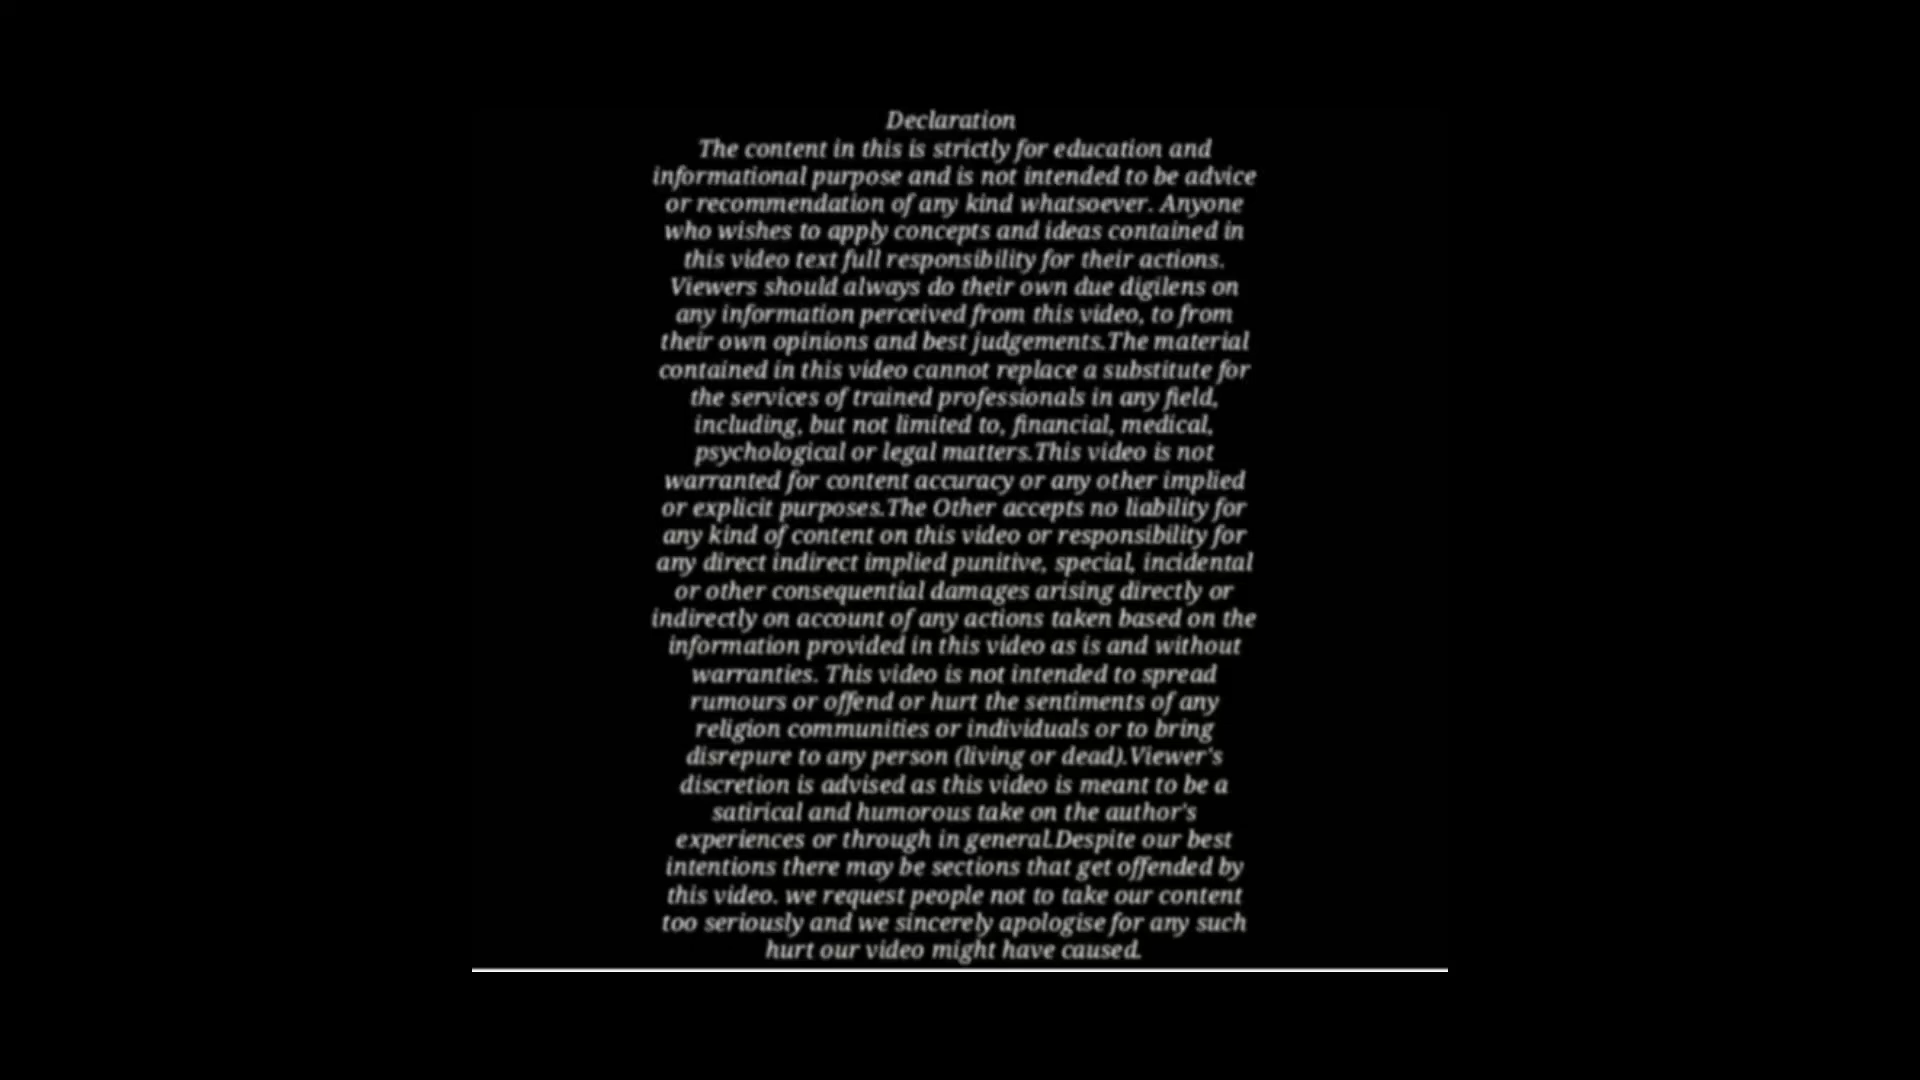 Declaration
The content in this is strictly for education and
informational purpose and is not intended to be advice
or recommendation of any kind whatsoever. Anyone
who wishes to apply concepts and ideas contained in
this video text full responsibility for their actions.
Viewers should always do their own due digilens on
any information perceived from this video, to from
their own opinions and best judgements.The material
contained in this video cannot replace a substitute for
the services of trained professionals in any field,
including, but not limited to, financial, medical,
psychological or legal matters.This video is not
warranted for content accuracy or any other implied
or explicit purposes.The Other accepts no liability for
any kind of content on this video or responsibility for
any direct indirect implied punitive, special, incidental
or other consequential damages arising directly or
indirectly on account of any actions taken based on the
information provided in this video as is and without
warranties. This video is not intended to spread
rumours or offend or hurt the sentiments of any
religion communities or individuals or to bring
disrepure to any person (living or dead).Viewer's
discretion is advised as this video is meant to be a
satirical and humorous take on the author's
experiences or through in general.Despite our best
intentions there may be sections that get offended by
this video. we request people not to take our content
too seriously and we sincerely apologise for any such
hurt our video might have caused.